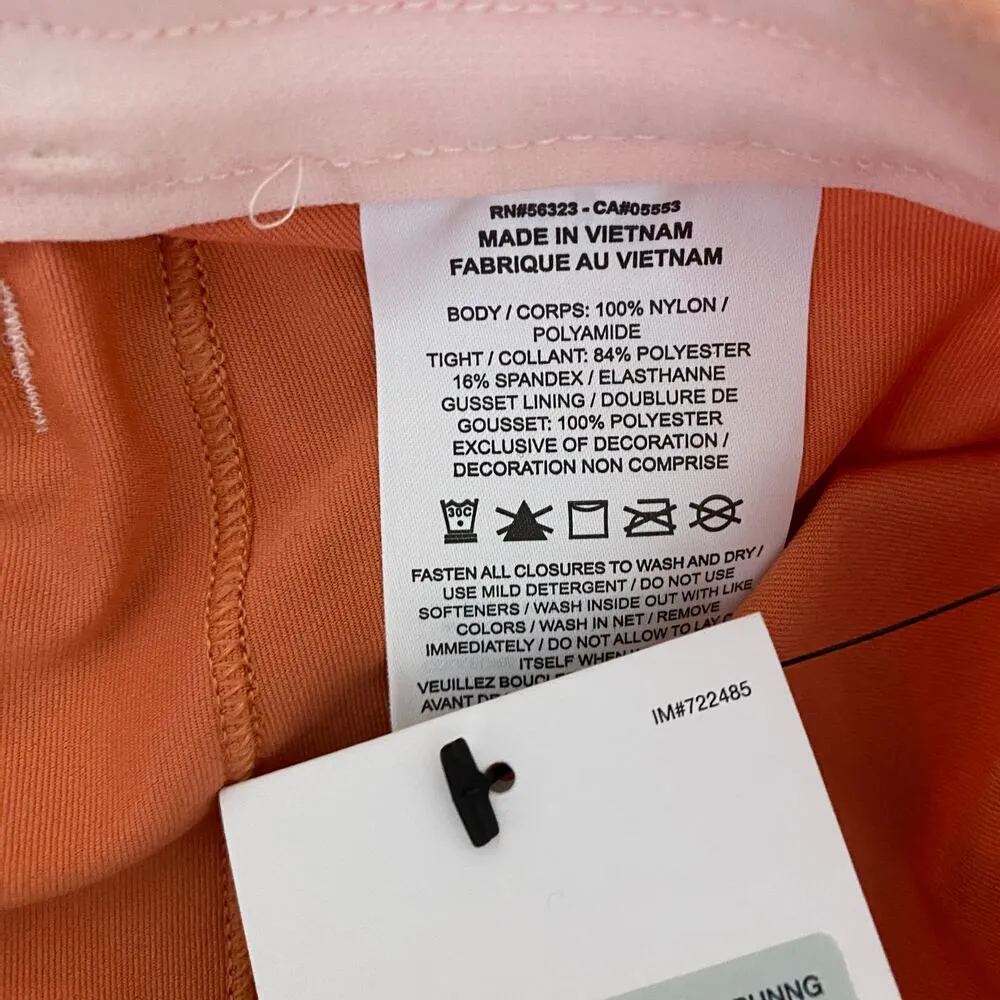 RN#56323 - CA#05553
MADE IN VIETNAM
FABRIQUE AU VIETNAM
BODY / CORPS: 100% NYLON /
POLYAMIDE
TIGHT / COLLANT: 84% POLYESTER
16% SPANDEX / ELASTHANNE
GUSSET LINING / DOUBLURE DE
GOUSSET: 100% POLYESTER
EXCLUSIVE OF DECORATION /
DECORATION NON COMPRISE
30C
FASTEN ALL CLOSURES TO WASH AND DRY /
USE MILD DETERGENT / DO NOT USE
SOFTENERS / WASH INSIDE OUT WITH LIKE
COLORS / WASH IN NET / REMOVE
IMMEDIATELY / DO NOT ALLOW TO LAY
ITSELF WHEN
VEUILLEZ
AVANT
IM#722485